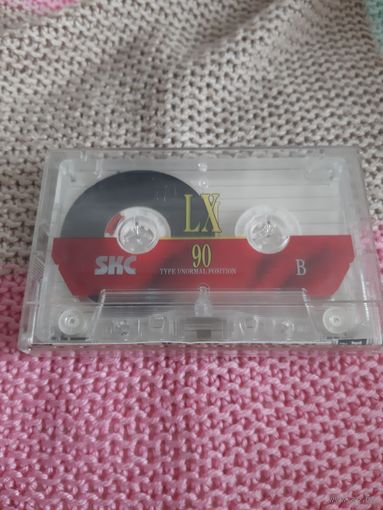 LX
90
SKC
TYPE I/NORMAL POSITION
B